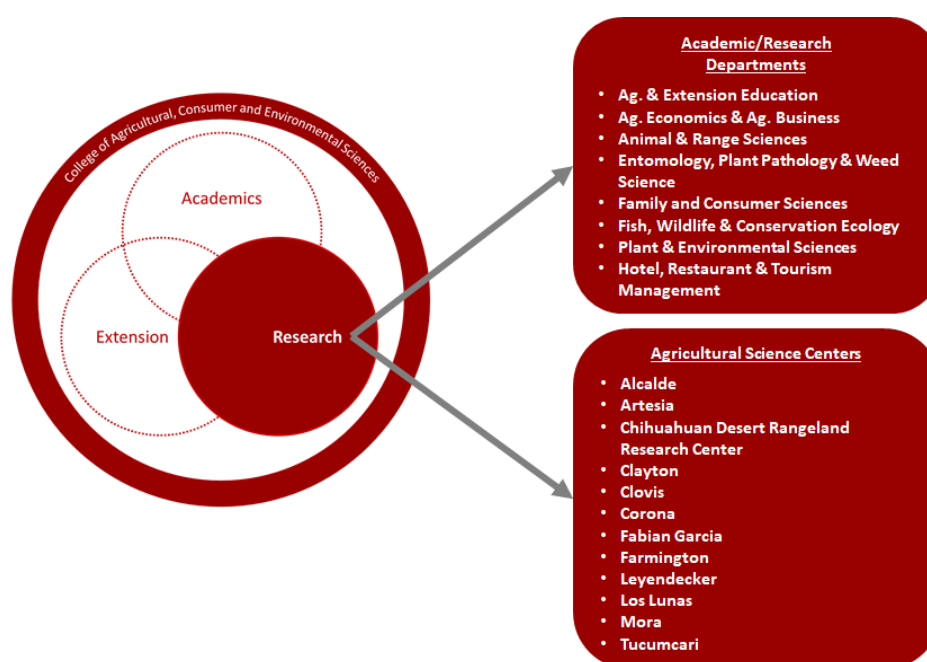 College of Agricultural, Consumer and Environmental Sciences
Academics
Extension
Research
Academic/Research
Departments
• Ag. & Extension Education
• Ag. Economics & Ag. Business
• Animal & Range Sciences
• Entomology, Plant Pathology & Weed
Science
• Family and Consumer Sciences
• Fish, Wildlife & Conservation Ecology
• Plant & Environmental Sciences
• Hotel, Restaurant & Tourism
Management
Agricultural Science Centers
• Alcalde
• Artesia
• Chihuahuan Desert Rangeland
Research Center
• Clayton
• Clovis
• Corona
• Fabian Garcia
• Farmington
• Leyendecker
• Los Lunas
• Mora
• Tucumcari